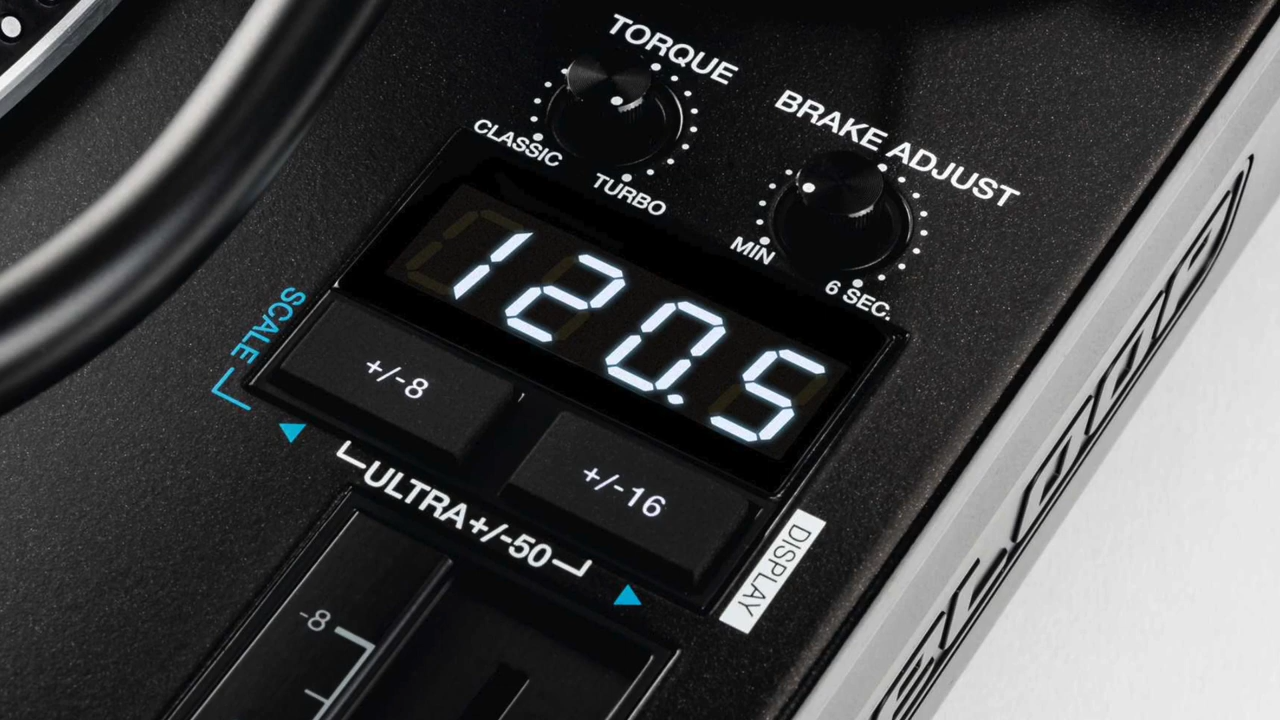 TORQUE
CLASSIC
TURBO
BRAKE ADJUST
MIN
6 SEC.
120.5
SCALE
+/-8
+/-16
ULTRA+/-50
DISPLAY
-8